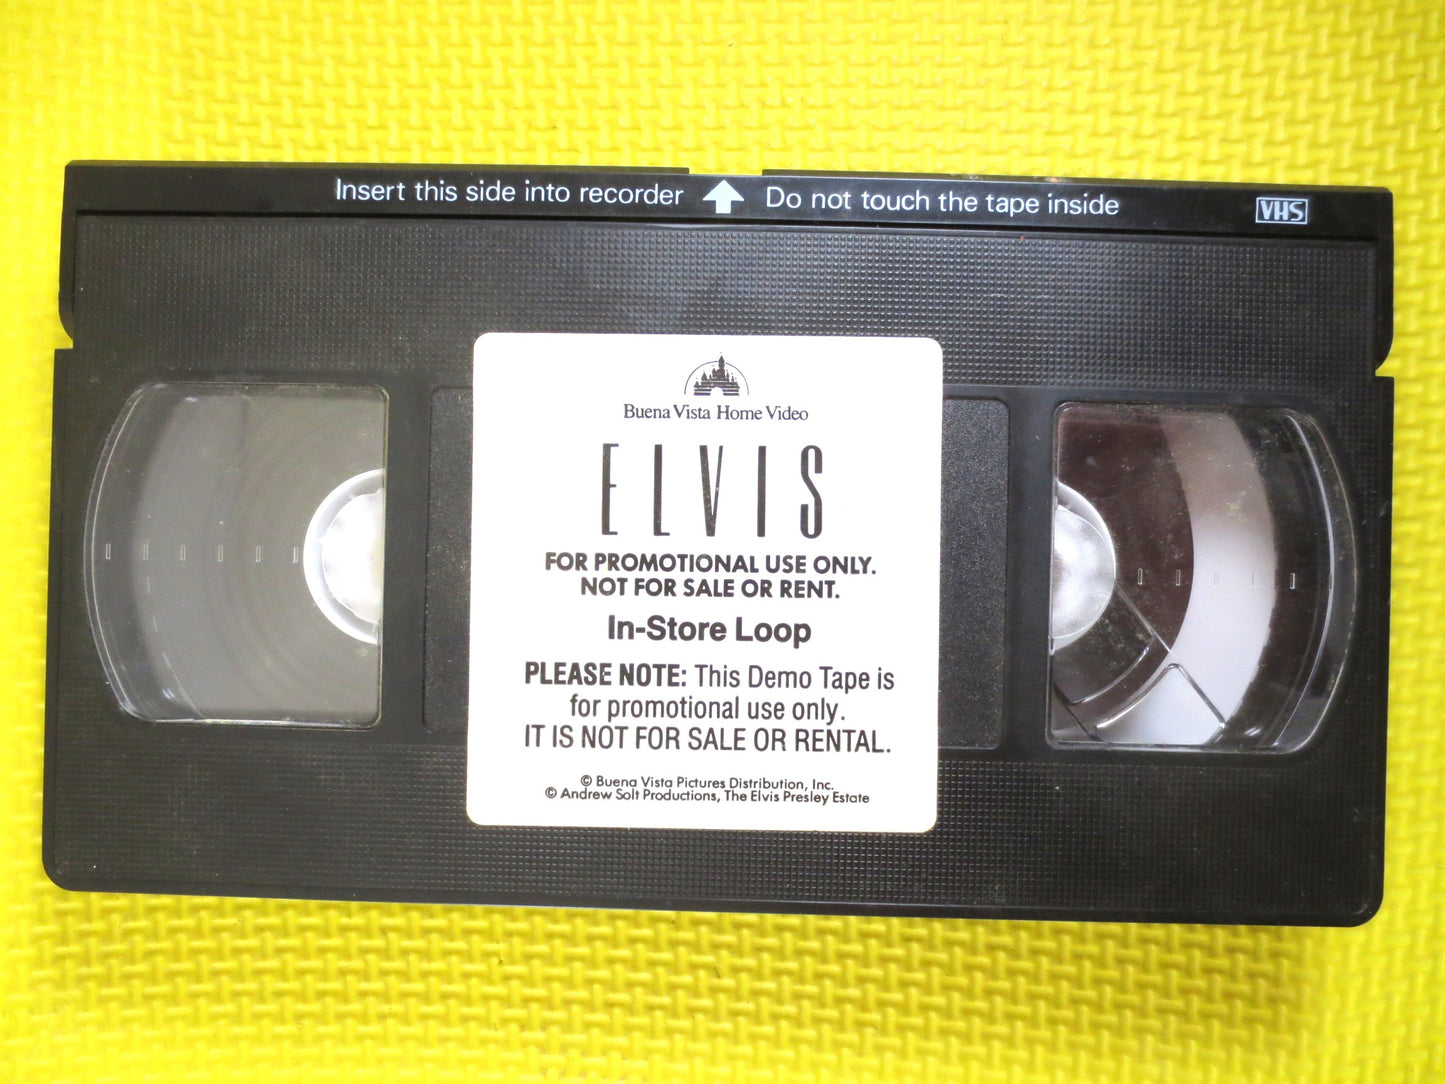 Insert this side into recorder Do not touch the tape inside VHS
Buena Vista Home Video
ELVIS
FOR PROMOTIONAL USE ONLY.
NOT FOR SALE OR RENT.
In-Store Loop
PLEASE NOTE: This Demo Tape is
for promotional use only.
IT IS NOT FOR SALE OR RENTAL.
© Buena Vista Pictures Distribution, Inc.
© Andrew Solt Productions, The Elvis Presley Estate